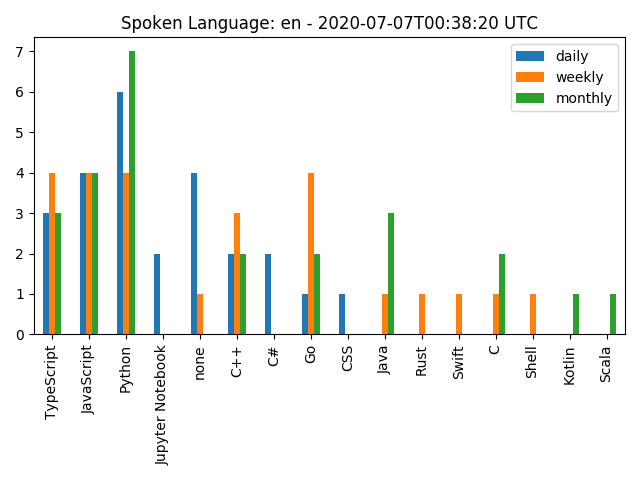 Spoken Language: en - 2020-07-07T00:38:20 UTC
daily
weekly
monthly
7
6
5
4
3
2
1
0
TypeScript
JavaScript
Python
Jupyter Notebook
none
C++
C#
Go
CSS
Java
Rust
Swift
C
Shell
Kotlin
Scala